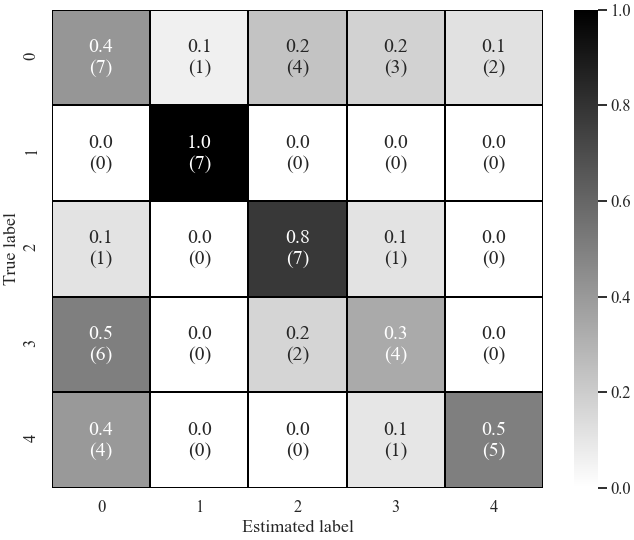 0.4 0.1 0.2 0.2 0.1 1.0
0 (7) (1) (4) (3) (2)
0.8
0.0 1.0 0.0 0.0 0.0
1 (0) (7) (0) (0) (0)
0.6
True label
0.1 0.0 0.8 0.1 0.0
2 (1) (0) (7) (1) (0)
0.4
0.5 0.0 0.2 0.3 0.0
3 (6) (0) (2) (4) (0)
0.2
0.4 0.0 0.0 0.1 0.5
4 (4) (0) (0) (1) (5)
0.0
0 1 2 3 4
Estimated label